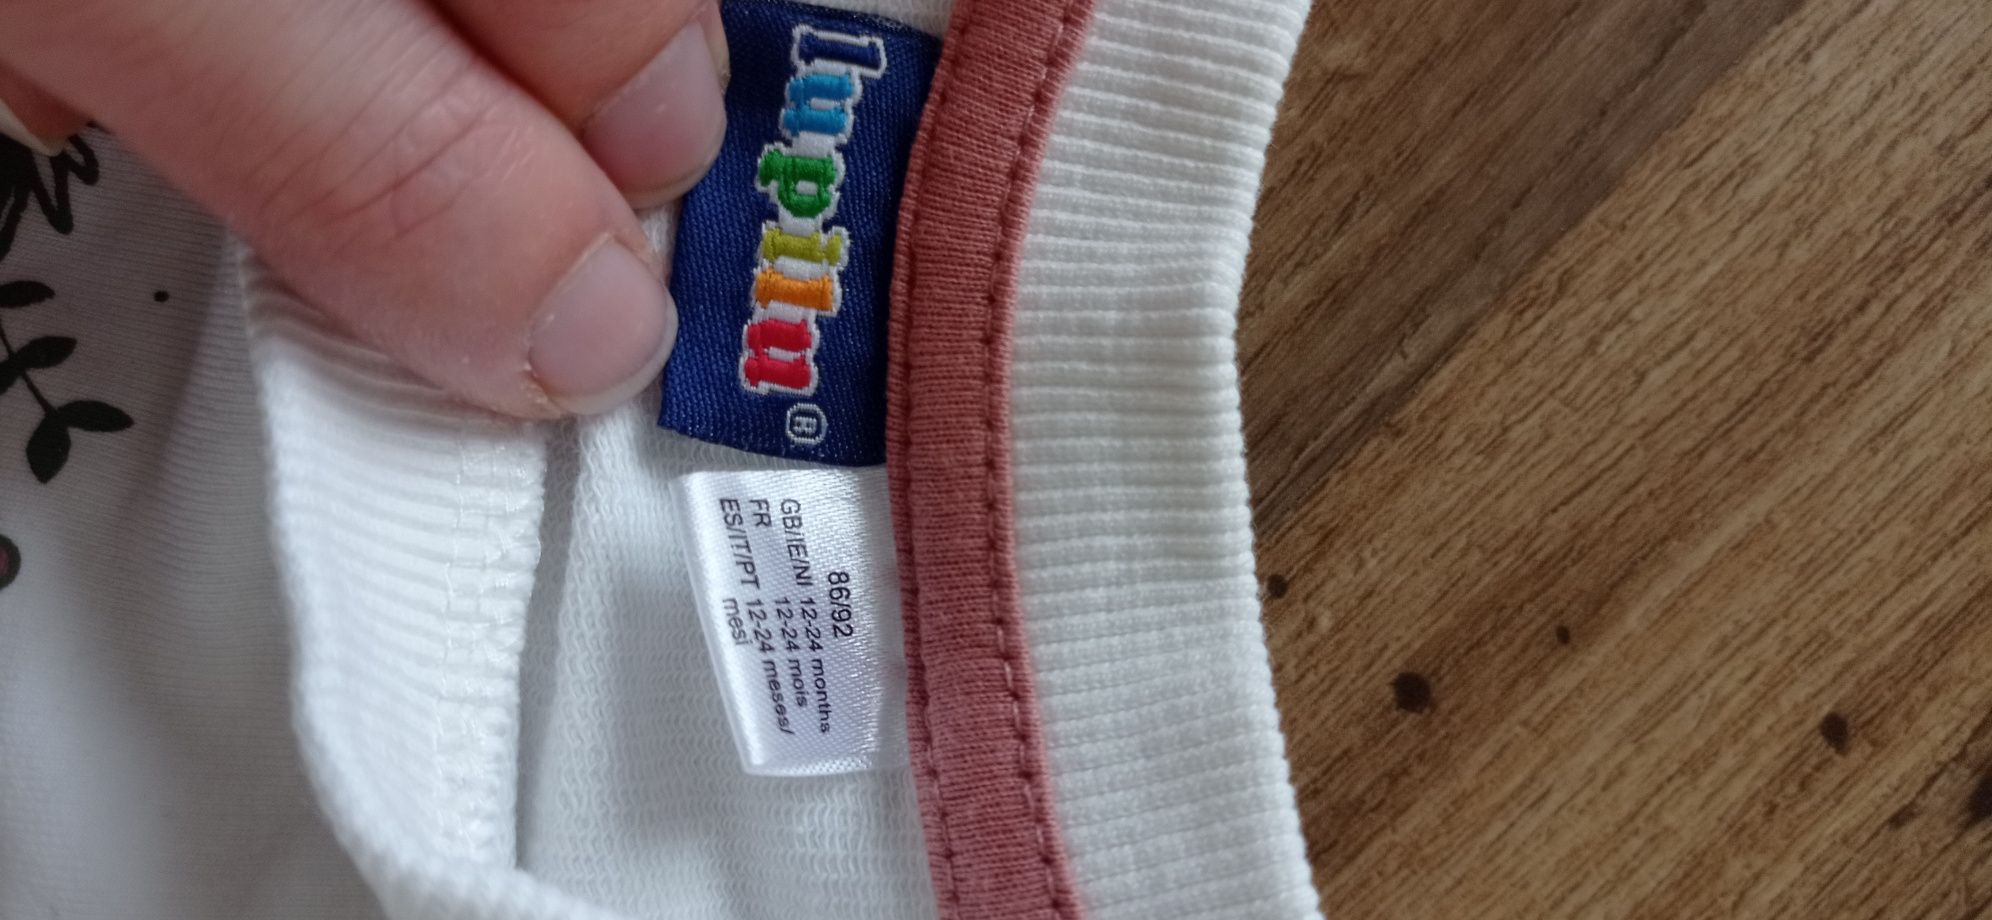 lupilu®
86/92
GB/IE/NI 12-24 months
FR 12-24 mois
ES/IT/PT 12-24 meses/
mesi